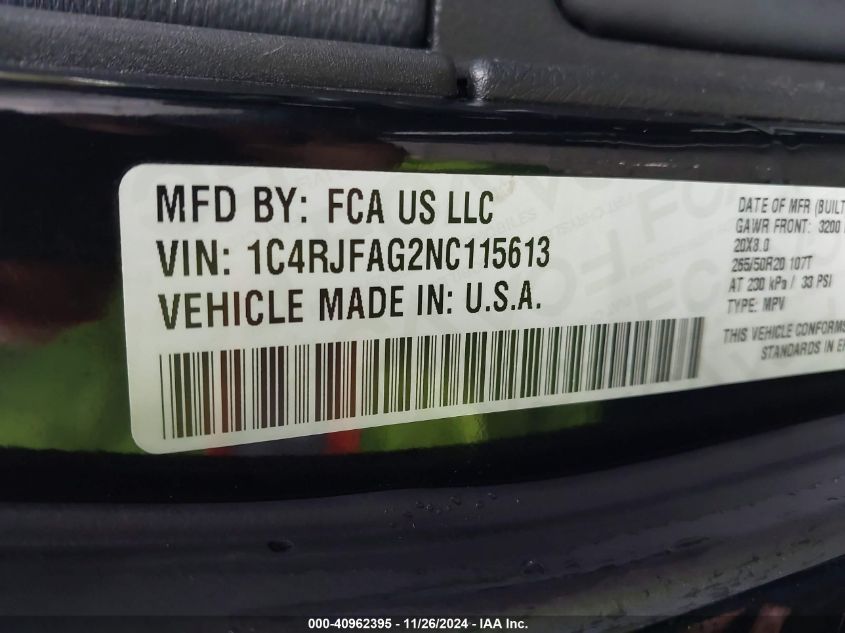 MFD BY: FCA US LLC
VIN: 1C4RJFAG2NC115613
VEHICLE MADE IN: U.S.A.
DATE OF MFR (BUILT
GAWR FRONT: 3200
20X8.0
265/50R20 107T
AT 230 kPa / 33 PSI
TYPE: MPV
THIS VEHICLE CONFORMS
STANDARDS IN
000-40962395 - 11/26/2024 - IAA Inc.